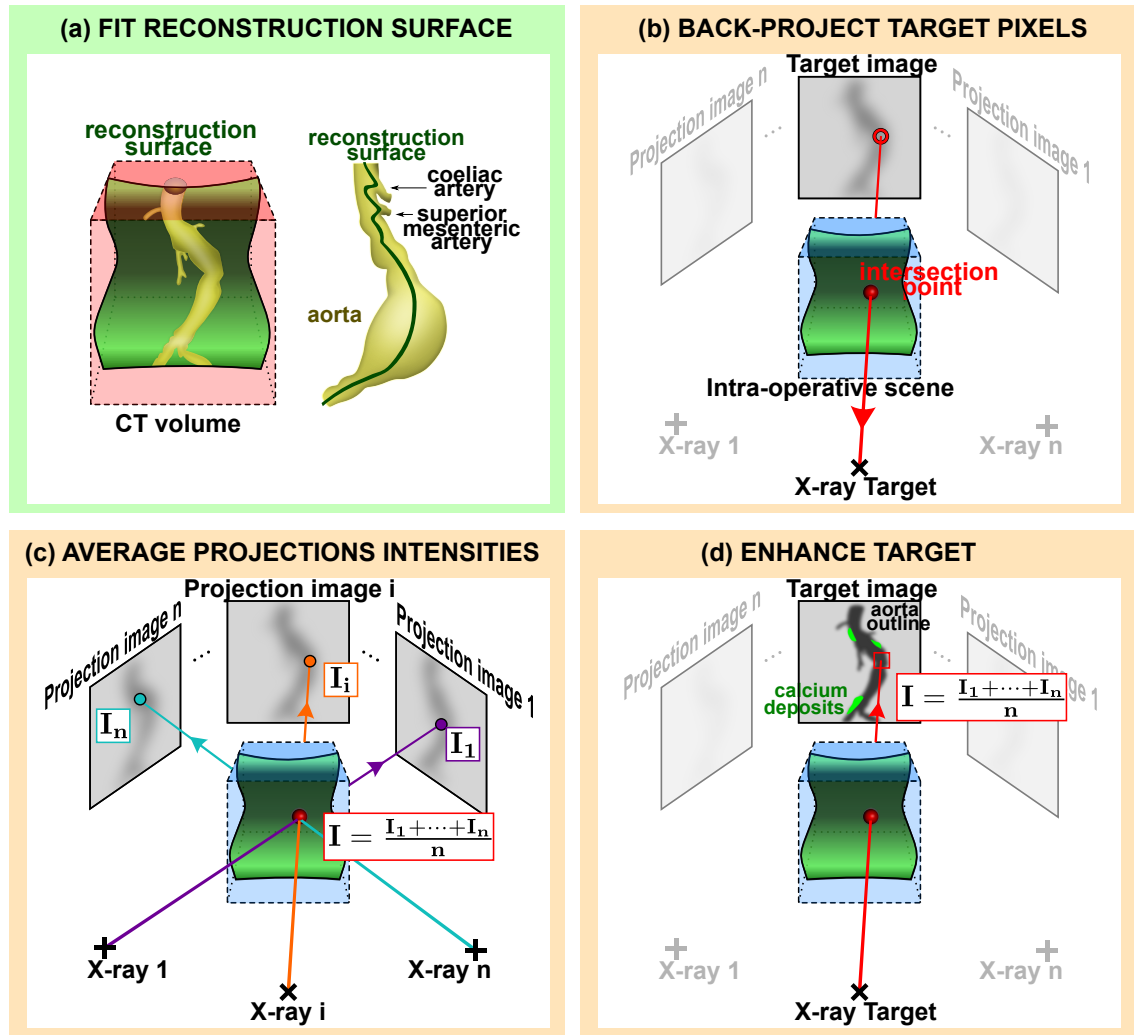 (a) FIT RECONSTRUCTION SURFACE
reconstruction
surface
CT volume
reconstruction
surface
coeliac
artery
superior
mesenteric
artery
aorta
(b) BACK-PROJECT TARGET PIXELS
Target image
Projection image n
...
...
Projection image 1
intersection
point
Intra-operative scene
X-ray 1
X-ray n
X-ray Target
(c) AVERAGE PROJECTIONS INTENSITIES
Projection image i
Projection image n
...
...
Projection image 1
I_n
I_i
I_1
I = \frac{I_1+···+I_n}{n}
X-ray 1
X-ray n
X-ray i
(d) ENHANCE TARGET
Target image
Projection image n
...
...
Projection image 1
aorta
outline
calcium
deposits
I = \frac{I_1+···+I_n}{n}
X-ray 1
X-ray n
X-ray Target